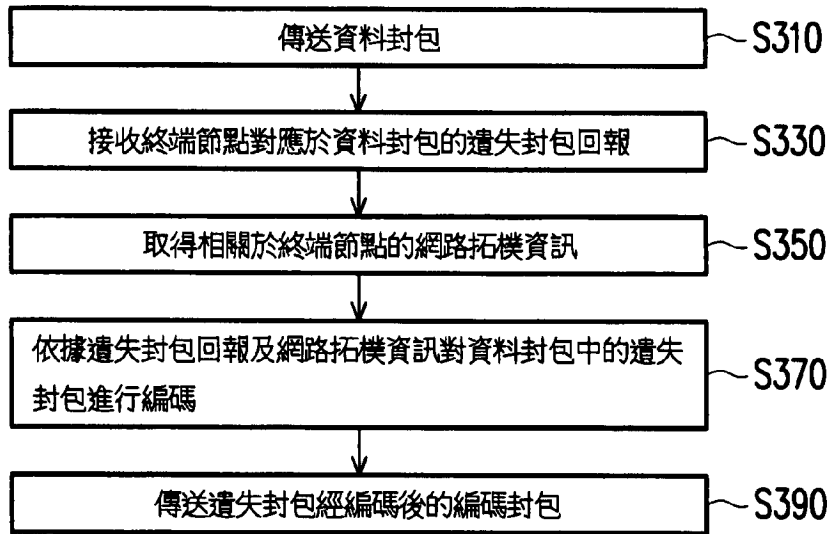 傳送資料封包
S310
接收終端節點對應於資料封包的遺失封包回報
S330
取得相關於終端節點的網路拓樸資訊
S350
依據遺失封包回報及網路拓樸資訊對資料封包中的遺失
封包進行編碼
S370
傳送遺失封包經編碼後的編碼封包
S390